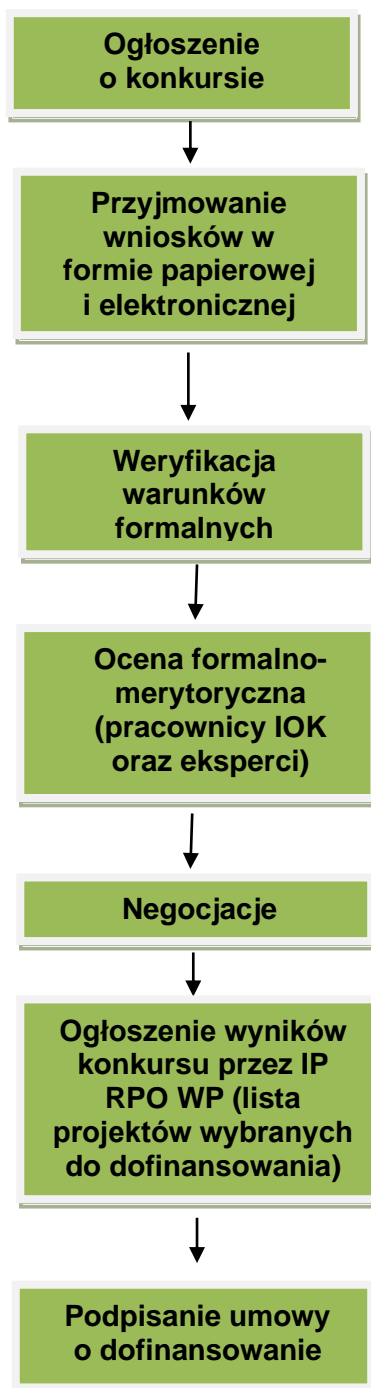 Ogłoszenie
o konkursie
Przyjmowanie
wniosków w
formie papierowej
i elektronicznej
Weryfikacja
warunków
formalnych
Ocena formalno-
merytoryczna
(pracownicy IOK
oraz eksperci)
Negocjacje
Ogłoszenie wyników
konkursu przez IP
RPO WP (lista
projektów wybranych
do dofinansowania)
Podpisanie umowy
o dofinansowanie